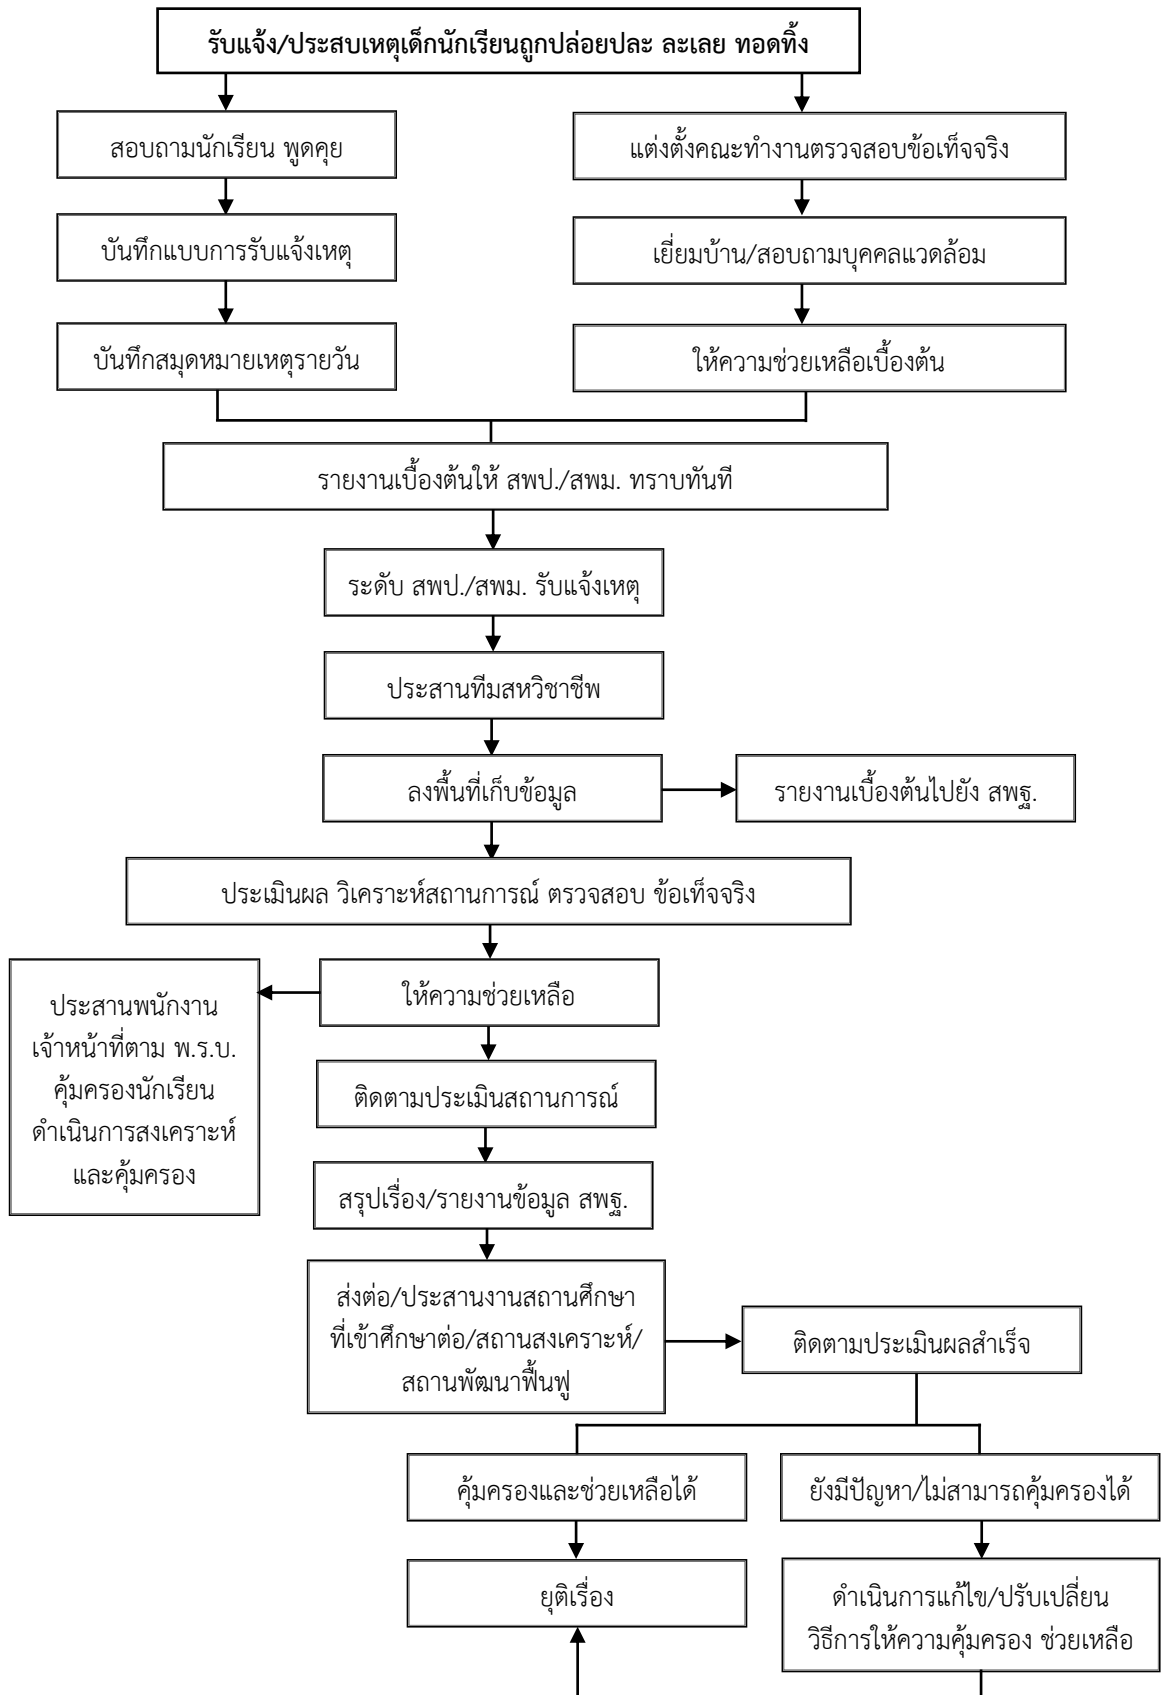 รับแจ้ง/ประสบเหตุเด็กนักเรียนถูกปล่อยปละ ละเลย ทอดทิ้ง
สอบถามนักเรียน พูดคุย
แต่งตั้งคณะทำงานตรวจสอบข้อเท็จจริง
บันทึกแบบการรับแจ้งเหตุ
เยี่ยมบ้าน/สอบถามบุคคลแวดล้อม
บันทึกสมุดหมายเหตุรายวัน
ให้ความช่วยเหลือเบื้องต้น
รายงานเบื้องต้นให้ สพป./สพม. ทราบทันที
ระดับ สพป./สพม. รับแจ้งเหตุ
ประสานทีมสหวิชาชีพ
ลงพื้นที่เก็บข้อมูล
รายงานเบื้องต้นไปยัง สพฐ.
ประเมินผล วิเคราะห์สถานการณ์ ตรวจสอบ ข้อเท็จจริง
ให้ความช่วยเหลือ
ประสานพนักงาน
เจ้าหน้าที่ตาม พ.ร.บ.
คุ้มครองนักเรียน
ดำเนินการสงเคราะห์
และคุ้มครอง
ติดตามประเมินสถานการณ์
สรุปเรื่อง/รายงานข้อมูล สพฐ.
ส่งต่อ/ประสานงานสถานศึกษา
ที่เข้าศึกษาต่อ/สถานสงเคราะห์/
สถานพัฒนาฟื้นฟู
ติดตามประเมินผลสำเร็จ
คุ้มครองและช่วยเหลือได้
ยังมีปัญหา/ไม่สามารถคุ้มครองได้
ยุติเรื่อง
ดำเนินการแก้ไข/ปรับเปลี่ยน
วิธีการให้ความคุ้มครอง ช่วยเหลือ